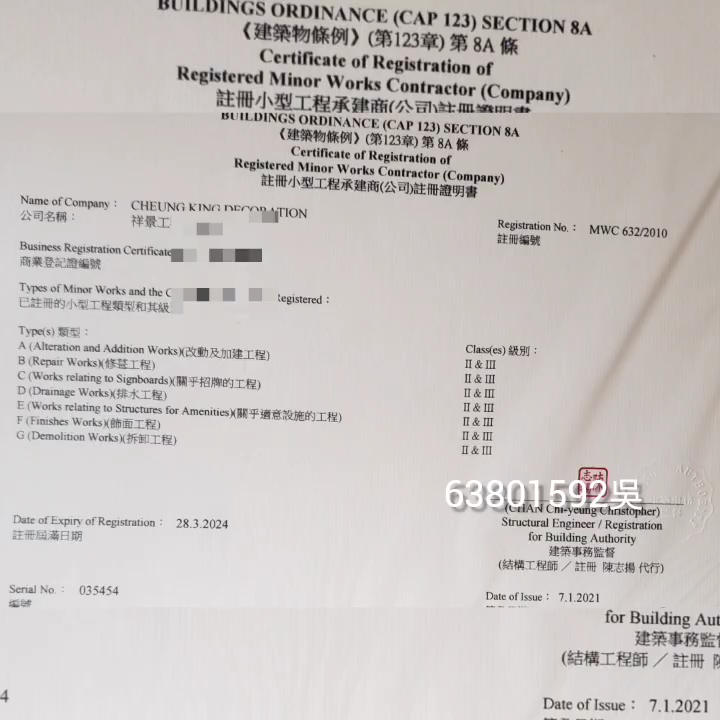 BUILDINGS ORDINANCE (CAP 123) SECTION 8A
《建築物條例》(第123章) 第 8A 條
Certificate of Registration of
Registered Minor Works Contractor (Company)
註冊小型工程承建商(公司)註冊證明書
BUILDINGS ORDINANCE (CAP 123) SECTION 8A
《建築物條例》(第123章) 第 8A 條
Certificate of Registration of
Registered Minor Works Contractor (Company)
註冊小型工程承建商(公司)註冊證明書
Name of Company : CHEUNG KING DECORATION
公司名稱 : 祥景工
Registration No. : MWC 632/2010
註冊編號
Business Registration Certificate
商業登記證編號
Types of Minor Works and the C Registered :
已註冊的小型工程類型和其級
Type(s) 類型 : Class(es) 級別 :
A (Alteration and Addition Works)(改動及加建工程) II & III
B (Repair Works)(修葺工程) II & III
C (Works relating to Signboards)(關乎招牌的工程) II & III
D (Drainage Works)(排水工程) II & III
E (Works relating to Structures for Amenities)(關乎適意設施的工程) II & III
F (Finishes Works)(飾面工程) II & III
G (Demolition Works)(拆卸工程) II & III
63801592吳
(CHAN Chi-yeung Christopher)
Structural Engineer / Registration
for Building Authority
建築事務監督
(結構工程師 / 註冊 陳志揚 代行)
Date of Expiry of Registration : 28.3.2024
註冊屆滿日期
Serial No. : 035454
編號
Date of Issue : 7.1.2021
for Building Aut
建築事務監督
(結構工程師 / 註冊
4
Date of Issue : 7.1.2021